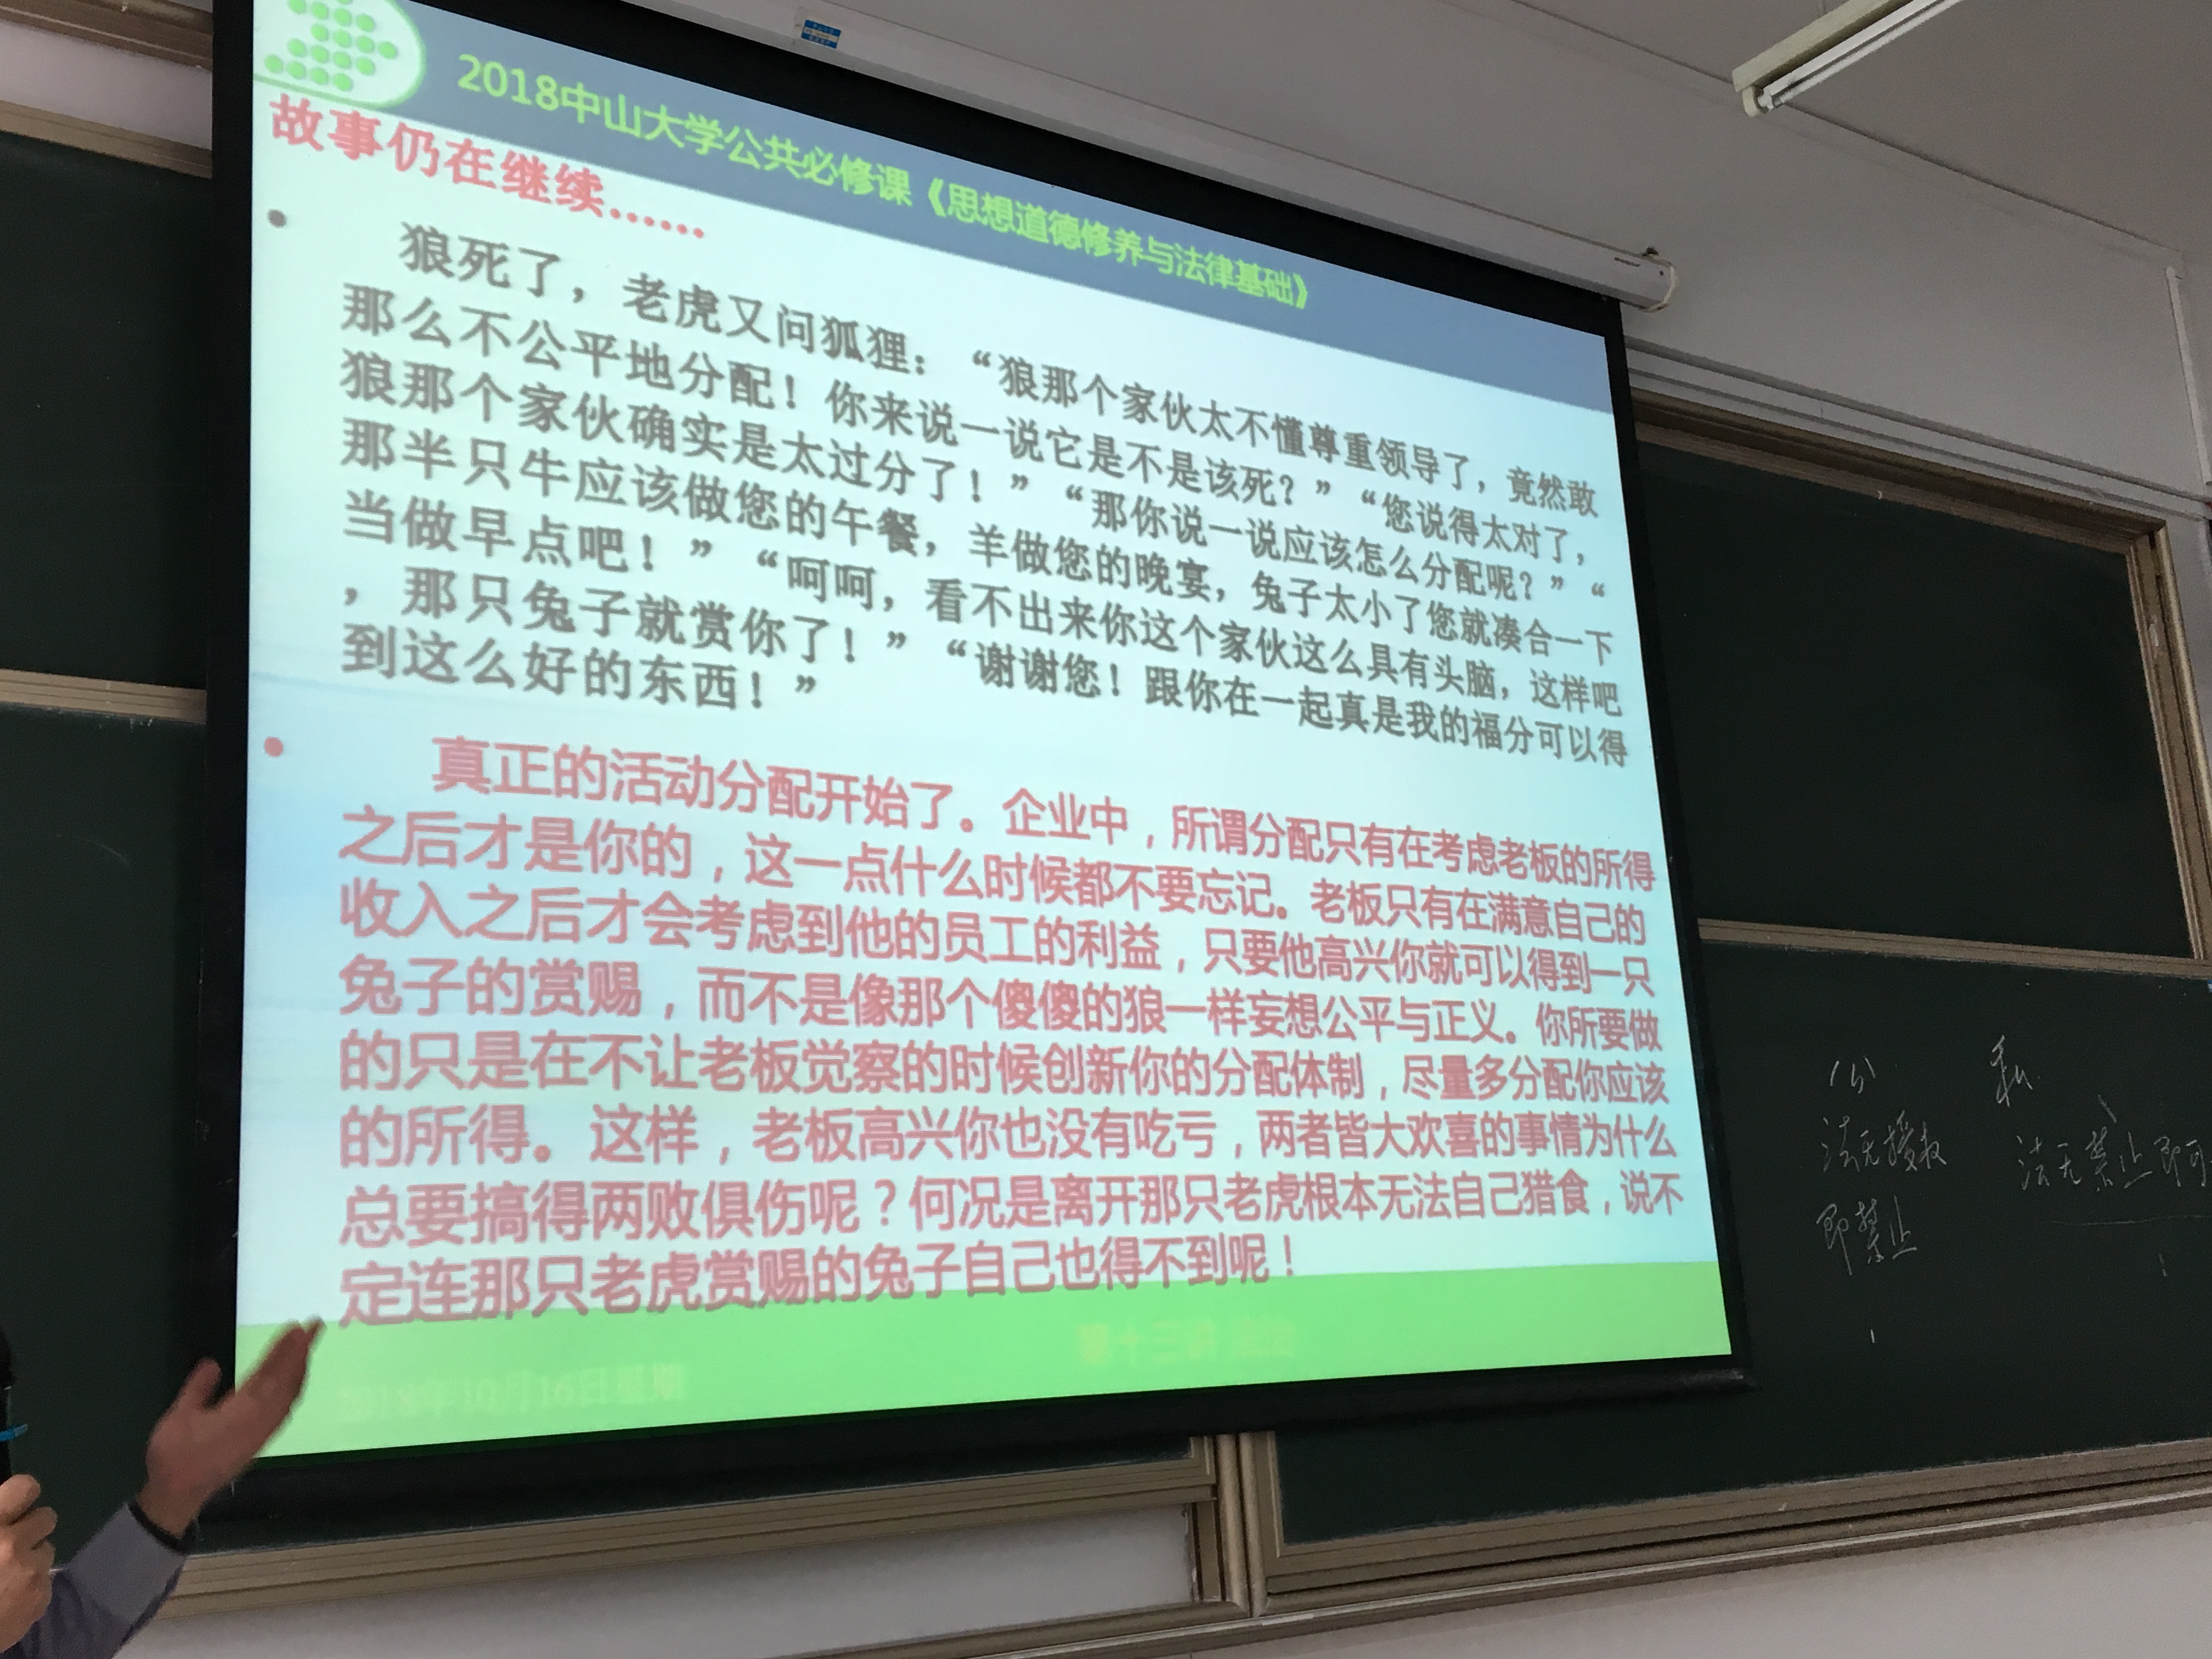 2018中山大学公共必修课《思想道德修养与法律基础》
故事仍在继续……
• 狼死了，老虎又问狐狸：“狼那个家伙太不懂尊重领导了，竟然敢
那么不公平地分配！你来说一说它是不是该死？”“您说得太对了，
狼那个家伙确实是太过分了！”“那你说一说应该怎么分配呢？”“
那半只牛应该做您的午餐，羊做您的晚宴，兔子太小了您就凑合一下
当做早点吧！”“呵呵，看不出来你这个家伙这么具有头脑，这样吧
，那只兔子就赏你了！”“谢谢您！跟你在一起真是我的福分可以得
到这么好的东西！”
• 真正的活动分配开始了。企业中，所谓分配只有在考虑老板的所得
之后才是你的，这一点什么时候都不要忘记。老板只有在满意自己的
收入之后才会考虑到他的员工的利益，只要他高兴你就可以得到一只
兔子的赏赐，而不是像那个傻傻的狼一样妄想公平与正义。你所要做
的只是在不让老板觉察的时候创新你的分配体制，尽量多分配你应该
的所得。这样，老板高兴你也没有吃亏，两者皆大欢喜的事情为什么
总要搞得两败俱伤呢？何况是离开那只老虎根本无法自己猎食，说不
定连那只老虎赏赐的兔子自己也得不到呢！
2018年10月16日星期
第十三讲
公
法无授权
即禁止
私
法无禁止即可